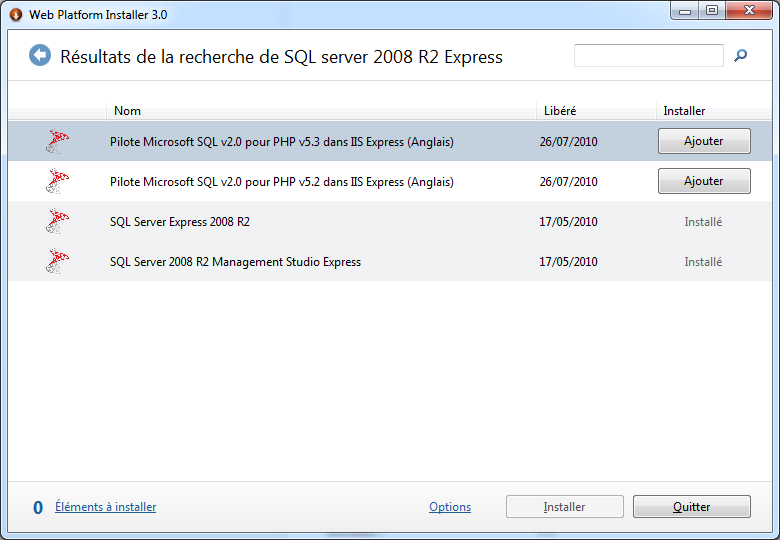 Web Platform Installer 3.0
Résultats de la recherche de SQL server 2008 R2 Express
Nom Libéré Installer
Pilote Microsoft SQL v2.0 pour PHP v5.3 dans IIS Express (Anglais) 26/07/2010 Ajouter
Pilote Microsoft SQL v2.0 pour PHP v5.2 dans IIS Express (Anglais) 26/07/2010 Ajouter
SQL Server Express 2008 R2 17/05/2010 Installé
SQL Server 2008 R2 Management Studio Express 17/05/2010 Installé
0 Éléments à installer Options Installer Quitter